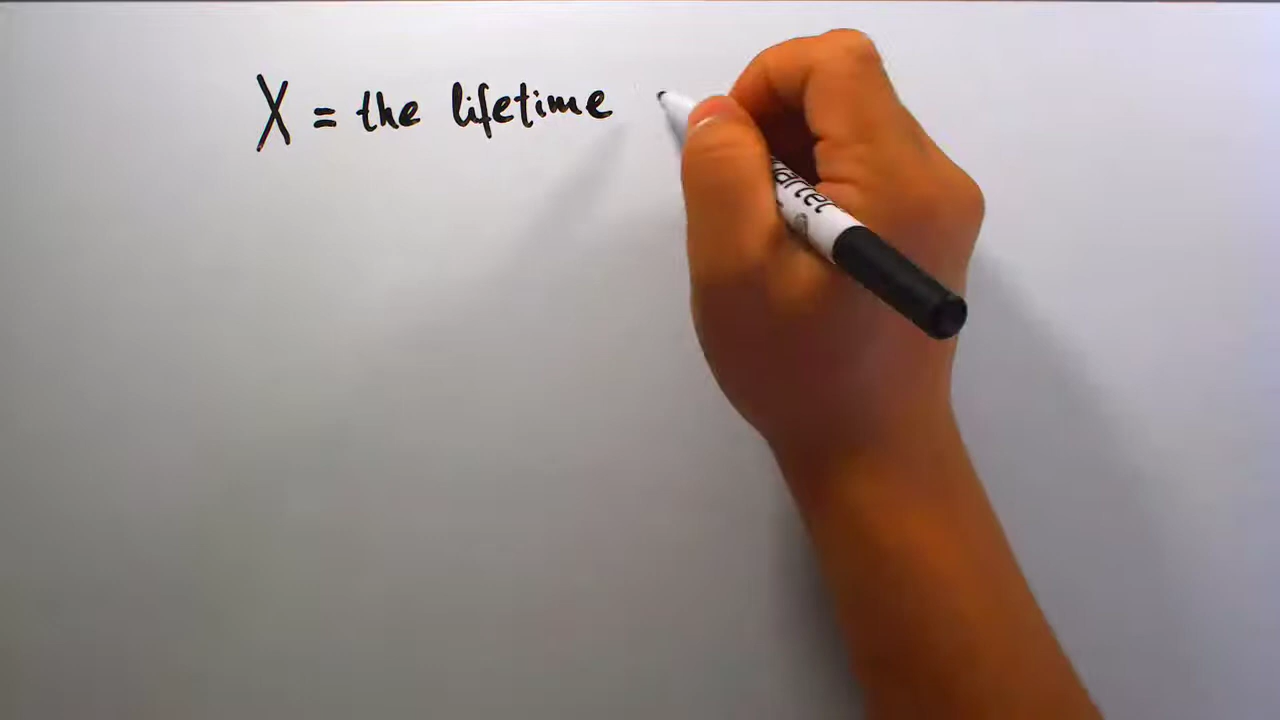 X = the lifetime